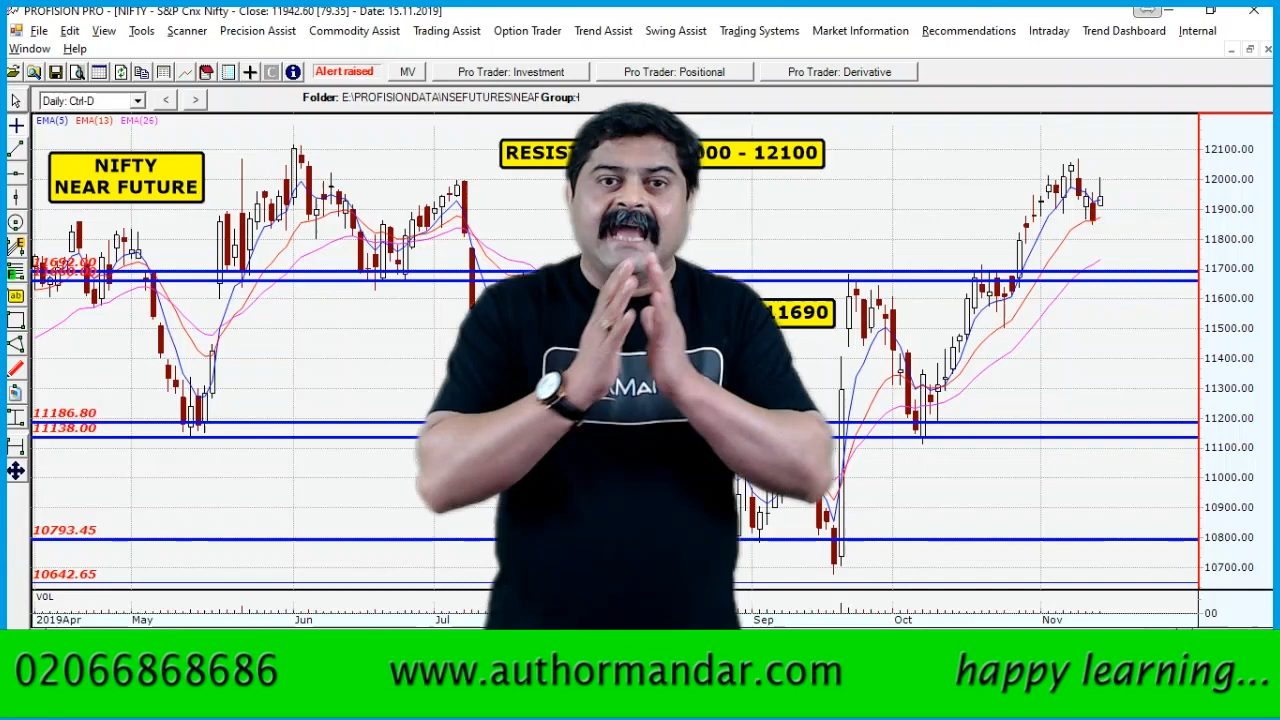 PROFISION PRO - [NIFTY - S&P Cnx Nifty - Close: 11942.60 [79.35] - Date: 15.11.2019]
File Edit View Tools Scanner Precision Assist Commodity Assist Trading Assist Option Trader Trend Assist Swing Assist Trading Systems Market Information Recommendations Intraday Trend Dashboard Internal
Window Help
Alert raised MV Pro Trader: Investment Pro Trader: Positional Pro Trader: Derivative
Daily: Ctrl-D < > Folder: E:\PROFISIONDATA\NSEFUTURES\NEAF Group:
EMA(5) EMA(13) EMA(26)
NIFTY
NEAR FUTURE
RESIS 000 - 12100
11690
11692.80
11186.80
11138.00
10793.45
10642.65
12100.00
12000.00
11900.00
11800.00
11700.00
11600.00
11500.00
11400.00
11300.00
11200.00
11100.00
11000.00
10900.00
10800.00
10700.00
VOL
00
2019Apr May Jun Jul Sep Oct Nov
02066868686 www.authormandar.com happy learning...